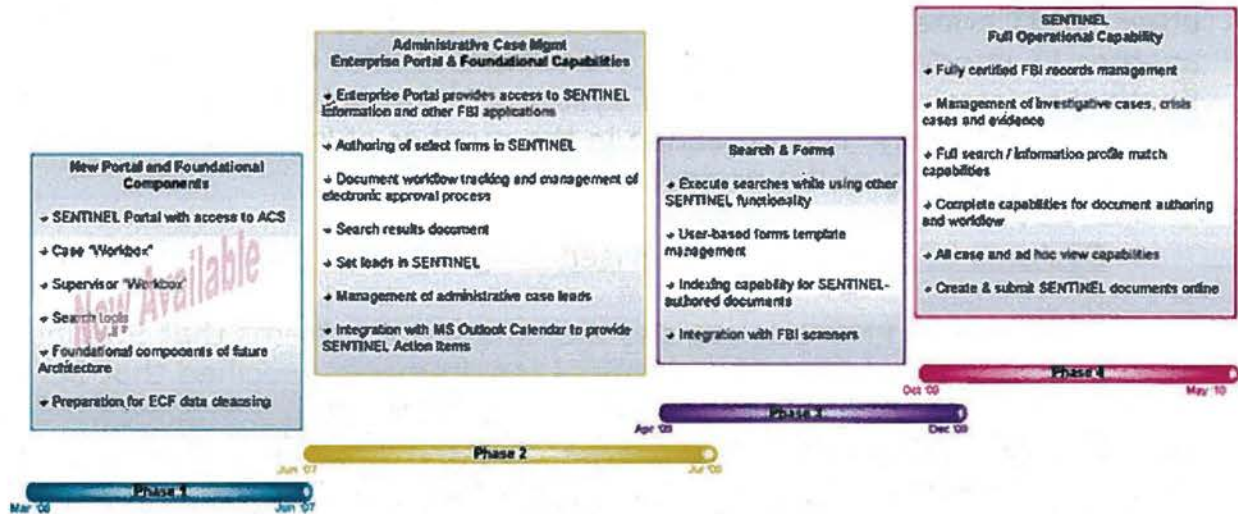 New Portal and Foundational
Components
SENTINEL Portal with access to ACS
Case "Workbox"
Supervisor "Workbox"
Search tools
Foundational components of future
Architecture
Preparation for ECF data cleansing
Now Available
Administrative Case Mgmt
Enterprise Portal & Foundational Capabilities
Enterprise Portal provides access to SENTINEL
Information and other FBI applications
Authoring of select forms in SENTINEL
Document workflow tracking and management of
electronic approval process
Search results document
Set leads in SENTINEL
Management of administrative case leads
Integration with MS Outlook Calendar to provide
SENTINEL Action Items
Search & Forms
Execute searches while using other
SENTINEL functionality
User-based forms template
management
Indexing capability for SENTINEL-
authored documents
Integration with FBI scanners
SENTINEL
Full Operational Capability
Fully certified FBI records management
Management of investigative cases, crisis
cases and evidence
Full search / Information profile match
capabilities
Complete capabilities for document authoring
and workflow
All case and ad hoc view capabilities
Create & submit SENTINEL documents online
Phase 4
Oct '09
May '10
Phase 3
Apr
Dec '09
Phase 2
Jun '07
Jul
Phase 1
Mar '06
Jun '07